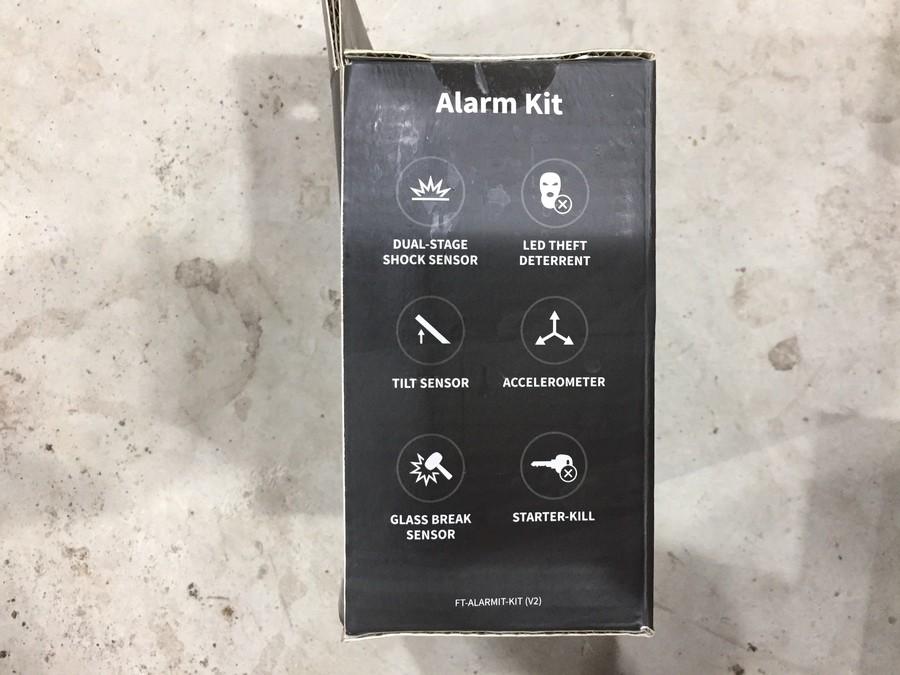 Alarm Kit
DUAL-STAGE
SHOCK SENSOR
LED THEFT
DETERRENT
TILT SENSOR
ACCELEROMETER
GLASS BREAK
SENSOR
STARTER-KILL
FT-ALARMIT-KIT (V2)